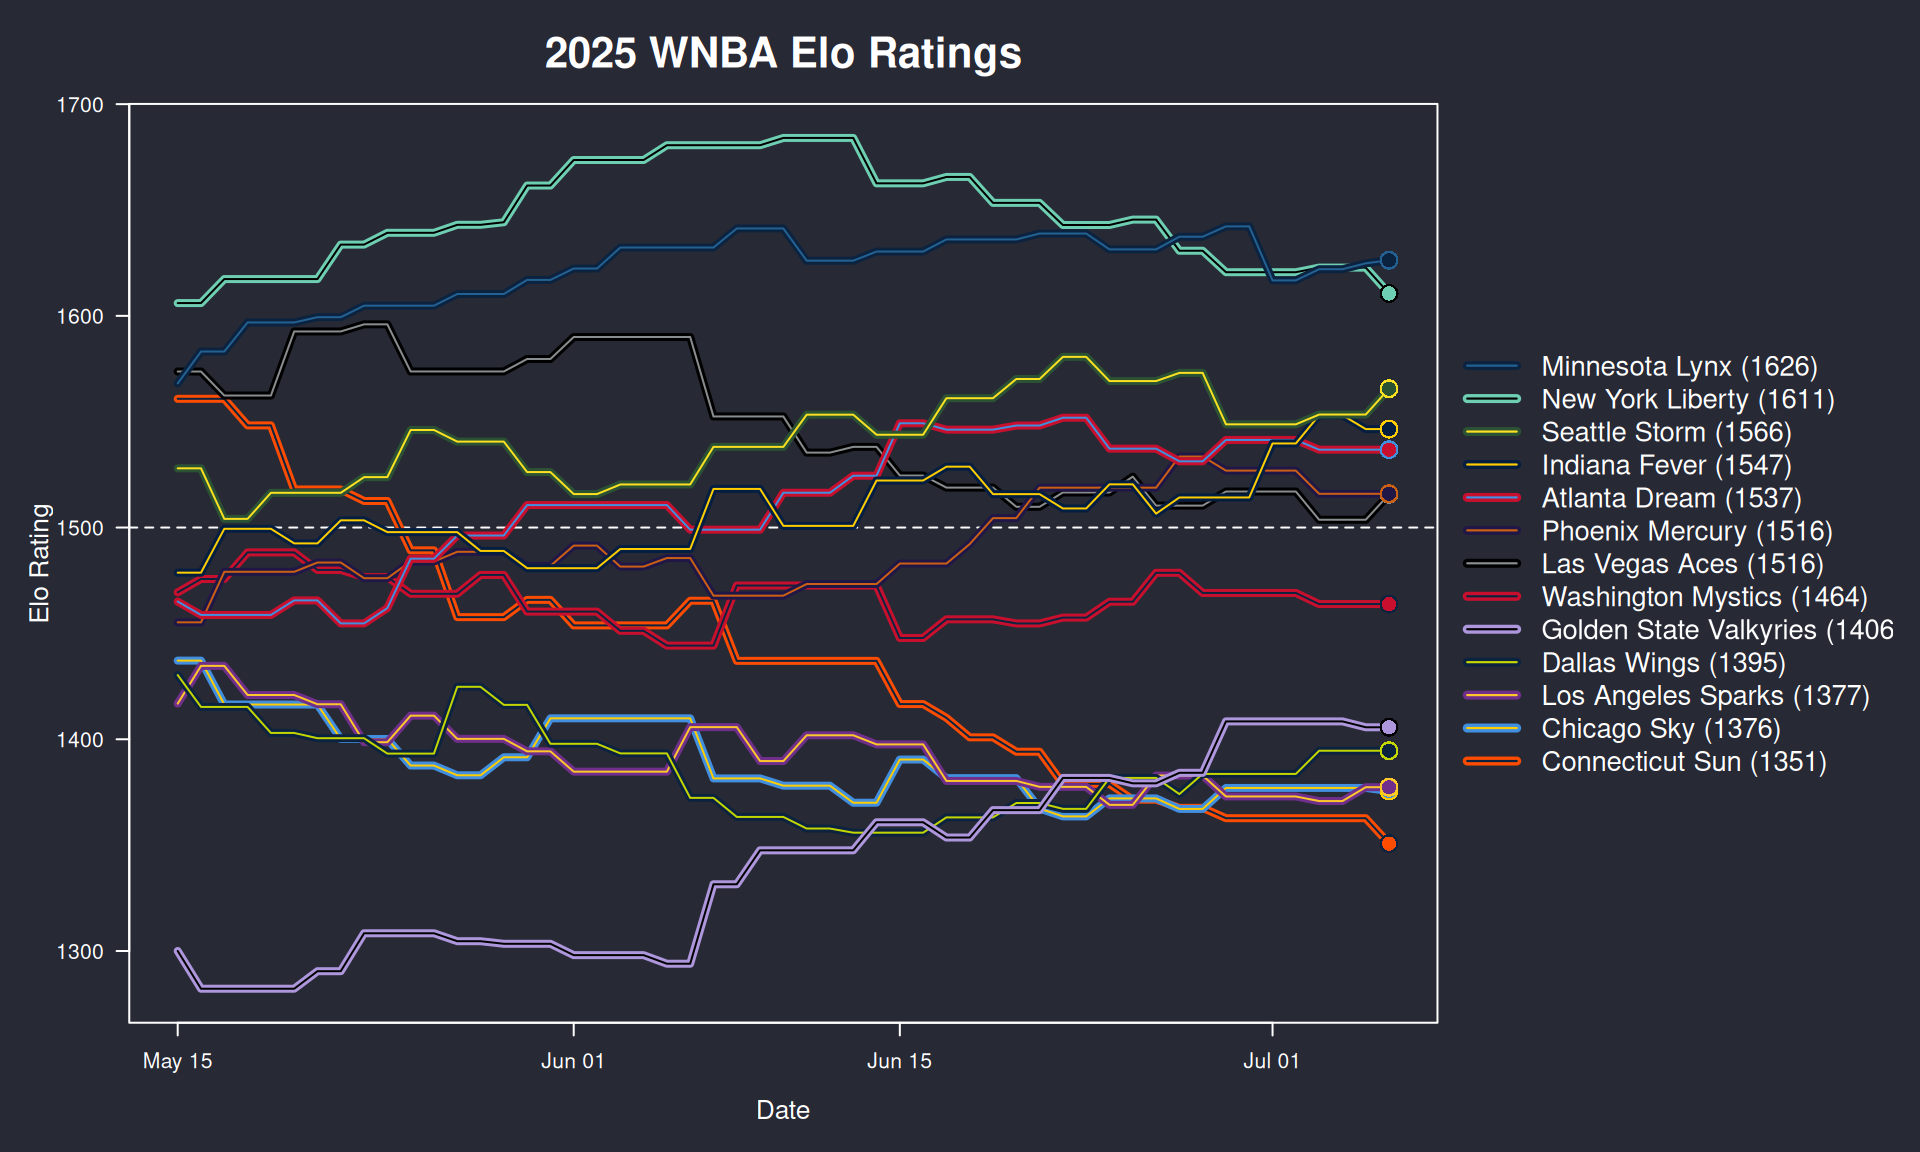 2025 WNBA Elo Ratings
1700
1600
1500
1400
1300
Elo Rating
May 15
Jun 01
Jun 15
Jul 01
Date
Minnesota Lynx (1626)
New York Liberty (1611)
Seattle Storm (1566)
Indiana Fever (1547)
Atlanta Dream (1537)
Phoenix Mercury (1516)
Las Vegas Aces (1516)
Washington Mystics (1464)
Golden State Valkyries (1406
Dallas Wings (1395)
Los Angeles Sparks (1377)
Chicago Sky (1376)
Connecticut Sun (1351)